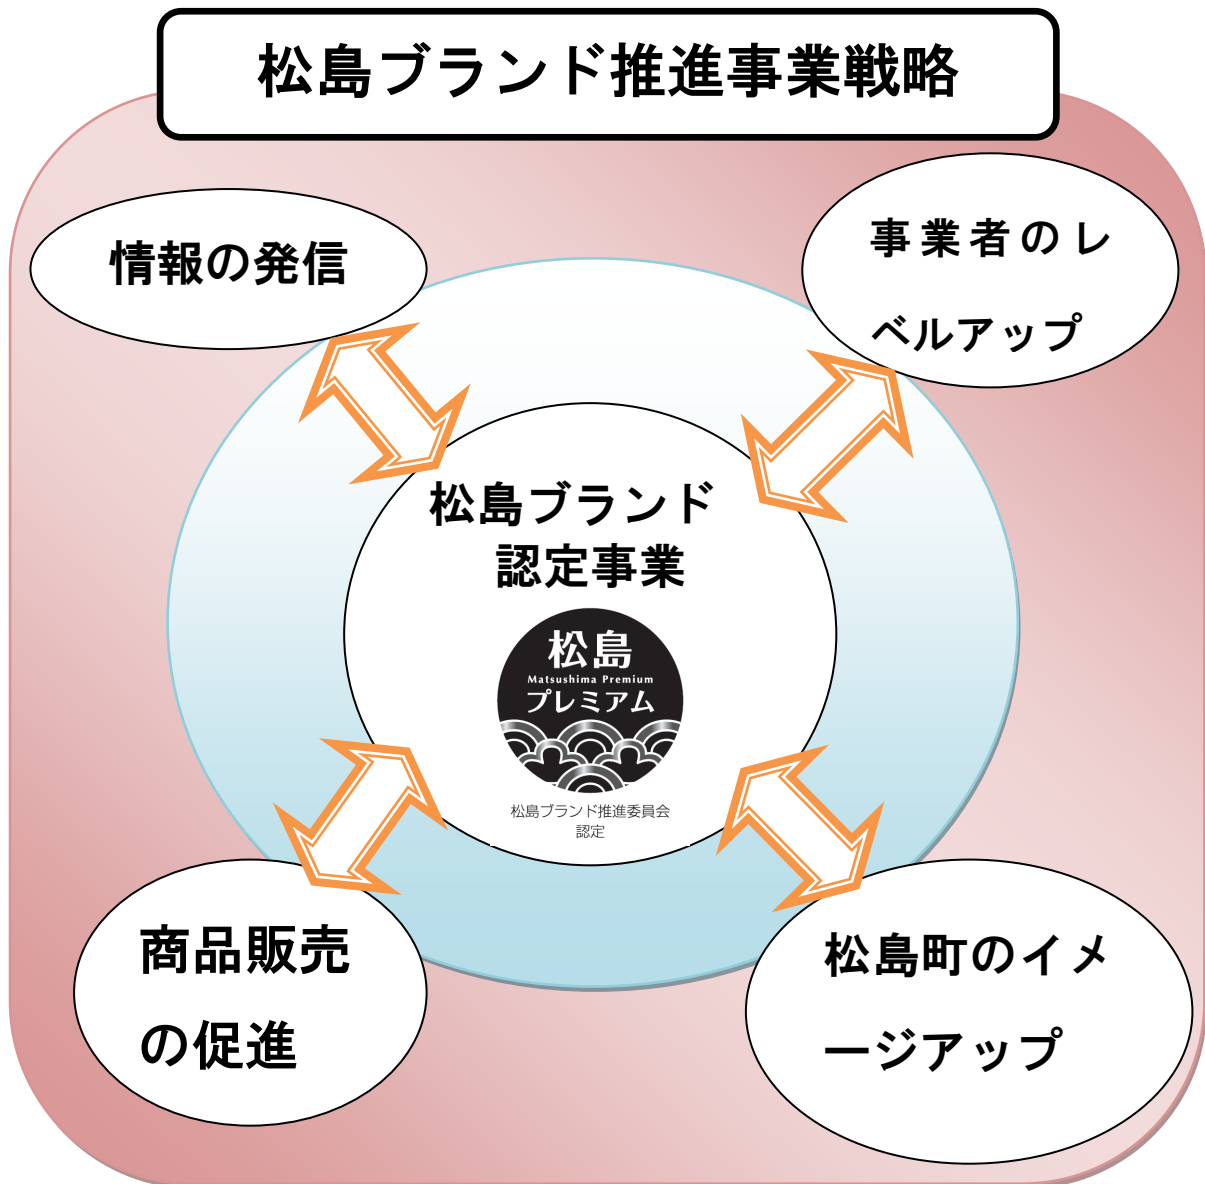 松島ブランド推進事業戦略
情報の発信
事業者のレ
ベルアップ
松島ブランド
認定事業
松島
Matsushima Premium
プレミアム
松島ブランド推進委員会
認定
商品販売
の促進
松島町のイメ
ージアップ